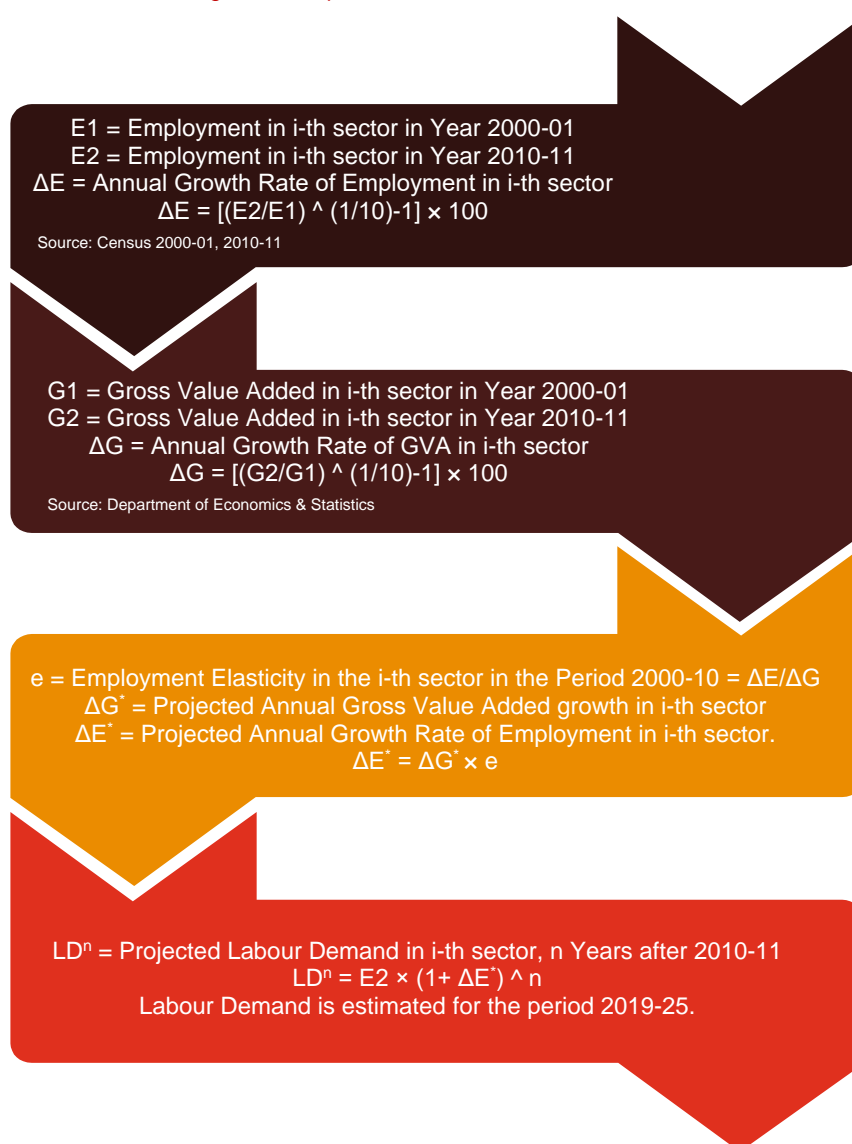 E1 = Employment in i-th sector in Year 2000-01
E2 = Employment in i-th sector in Year 2010-11
ΔE = Annual Growth Rate of Employment in i-th sector
ΔE = [(E2/E1) ^ (1/10)-1] × 100
Source: Census 2000-01, 2010-11
G1 = Gross Value Added in i-th sector in Year 2000-01
G2 = Gross Value Added in i-th sector in Year 2010-11
ΔG = Annual Growth Rate of GVA in i-th sector
ΔG = [(G2/G1) ^ (1/10)-1] × 100
Source: Department of Economics & Statistics
e = Employment Elasticity in the i-th sector in the Period 2000-10 = ΔE/ΔG
ΔG* = Projected Annual Gross Value Added growth in i-th sector
ΔE* = Projected Annual Growth Rate of Employment in i-th sector.
ΔE* = ΔG* × e
LDⁿ = Projected Labour Demand in i-th sector, n Years after 2010-11
LDⁿ = E2 × (1+ ΔE*) ^ n
Labour Demand is estimated for the period 2019-25.